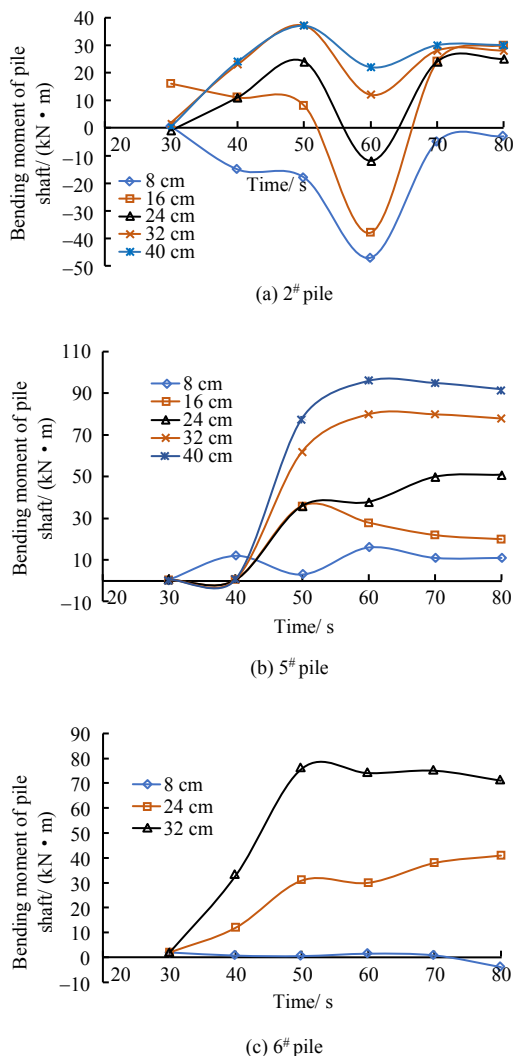 Bending moment of pile
shaft/ (kN • m)
40
30
20
10
0
–10
–20
–30
–40
–50
20 30 40 50 60 70 80
Time/ s
8 cm
16 cm
24 cm
32 cm
40 cm
(a) 2# pile
Bending moment of pile
shaft/ (kN • m)
110
90
70
50
30
10
–10
20 30 40 50 60 70 80
Time/ s
8 cm
16 cm
24 cm
32 cm
40 cm
(b) 5# pile
Bending moment of pile
shaft/ (kN • m)
90
80
70
60
50
40
30
20
10
0
–10
20 30 40 50 60 70 80
Time/ s
8 cm
24 cm
32 cm
(c) 6# pile